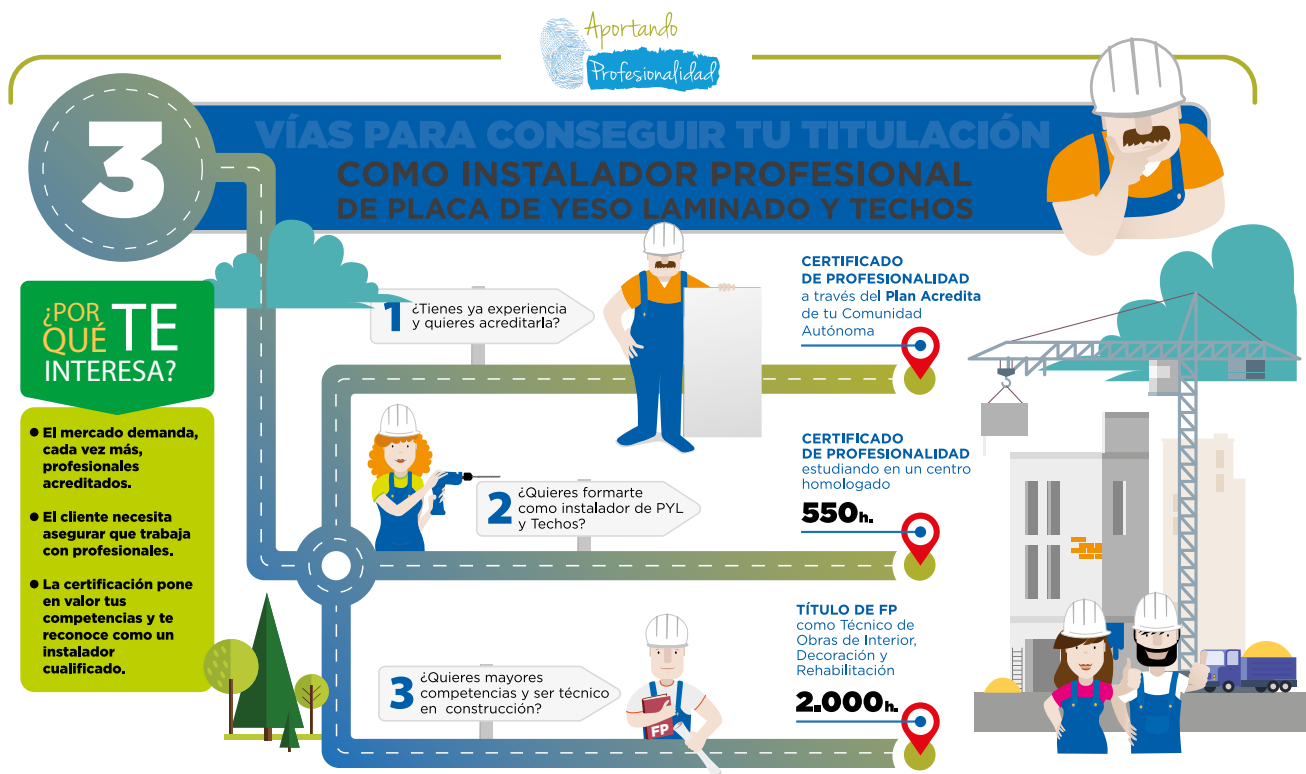 Aportando
Profesionalidad
3
VÍAS PARA CONSEGUIR TU TITULACIÓN
COMO INSTALADOR PROFESIONAL
DE PLACA DE YESO LAMINADO Y TECHOS
¿POR
QUÉ TE
INTERESA?
● El mercado demanda,
cada vez más,
profesionales
acreditados.
● El cliente necesita
asegurar que trabaja
con profesionales.
● La certificación pone
en valor tus
competencias y te
reconoce como un
instalador
cualificado.
1 ¿Tienes ya experiencia
y quieres acreditarla?
CERTIFICADO
DE PROFESIONALIDAD
a través del Plan Acredita
de tu Comunidad
Autónoma
2 ¿Quieres formarte
como instalador de PYL
y Techos?
CERTIFICADO
DE PROFESIONALIDAD
estudiando en un centro
homologado
550h.
3 ¿Quieres mayores
competencias y ser técnico
en construcción?
FP
TÍTULO DE FP
como Técnico de
Obras de Interior,
Decoración y
Rehabilitación
2.000h.